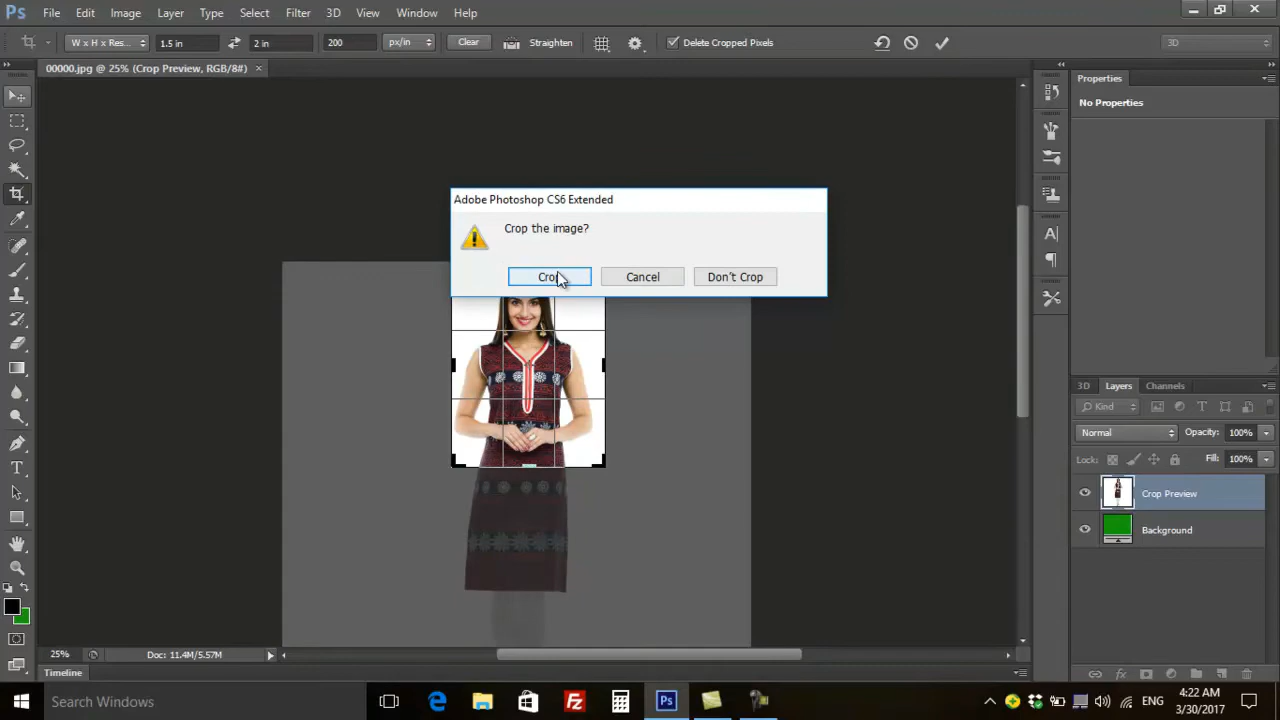 Ps File Edit Image Layer Type Select Filter 3D View Window Help
W x H x Res... 1.5 in 2 in 200 px/in Clear Straighten Delete Cropped Pixels 3D
00000.jpg @ 25% (Crop Preview, RGB/8#) ×
Properties
No Properties
Adobe Photoshop CS6 Extended
Crop the image?
Crop Cancel Don't Crop
3D Layers Channels
Kind
Normal Opacity: 100%
Lock: Fill: 100%
Crop Preview
Background
25% Doc: 11.4M/5.57M
Timeline
Search Windows
ENG
4:22 AM
3/30/2017